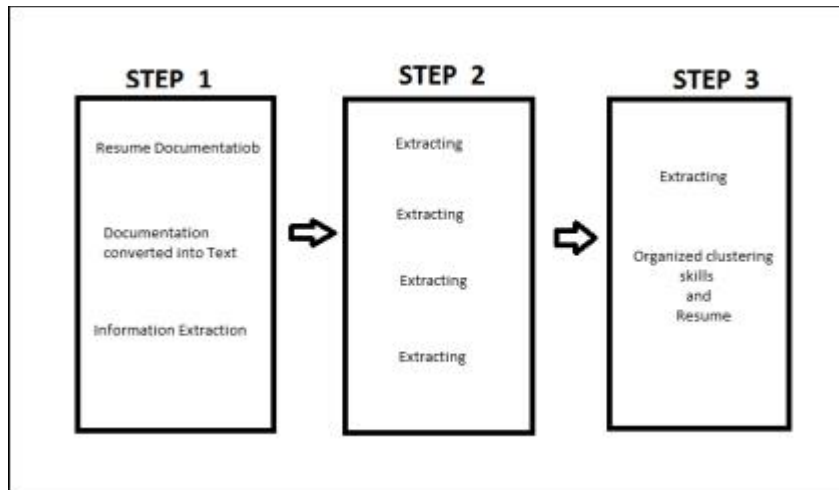 STEP 1
Resume Documentatiob
Documentation
converted into Text
Information Extraction
STEP 2
Extracting
Extracting
Extracting
Extracting
STEP 3
Extracting
Organized clustering
skills
and
Resume